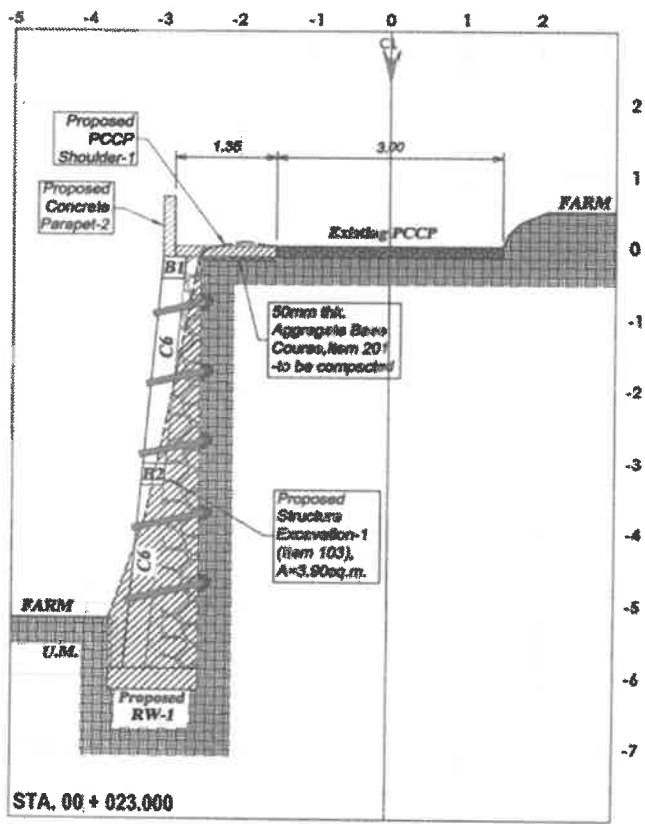 -5 -4 -3 -2 -1 0 1 2
Proposed
PCCP
Shoulder-1
1.35
3.00
2
1
0
-1
-2
-3
-4
-5
-6
-7
Proposed
Concrete
Parapet-2
FARM
Existing PCCP
B1
50mm thk.
Aggregate Base
Course,Item 201
-to be compacted
C6
B2
Proposed
Structure
Excavation-1
(Item 103),
A=3.90sq.m.
C6
FARM
U.M.
Proposed
RW-1
STA. 00 + 023.000